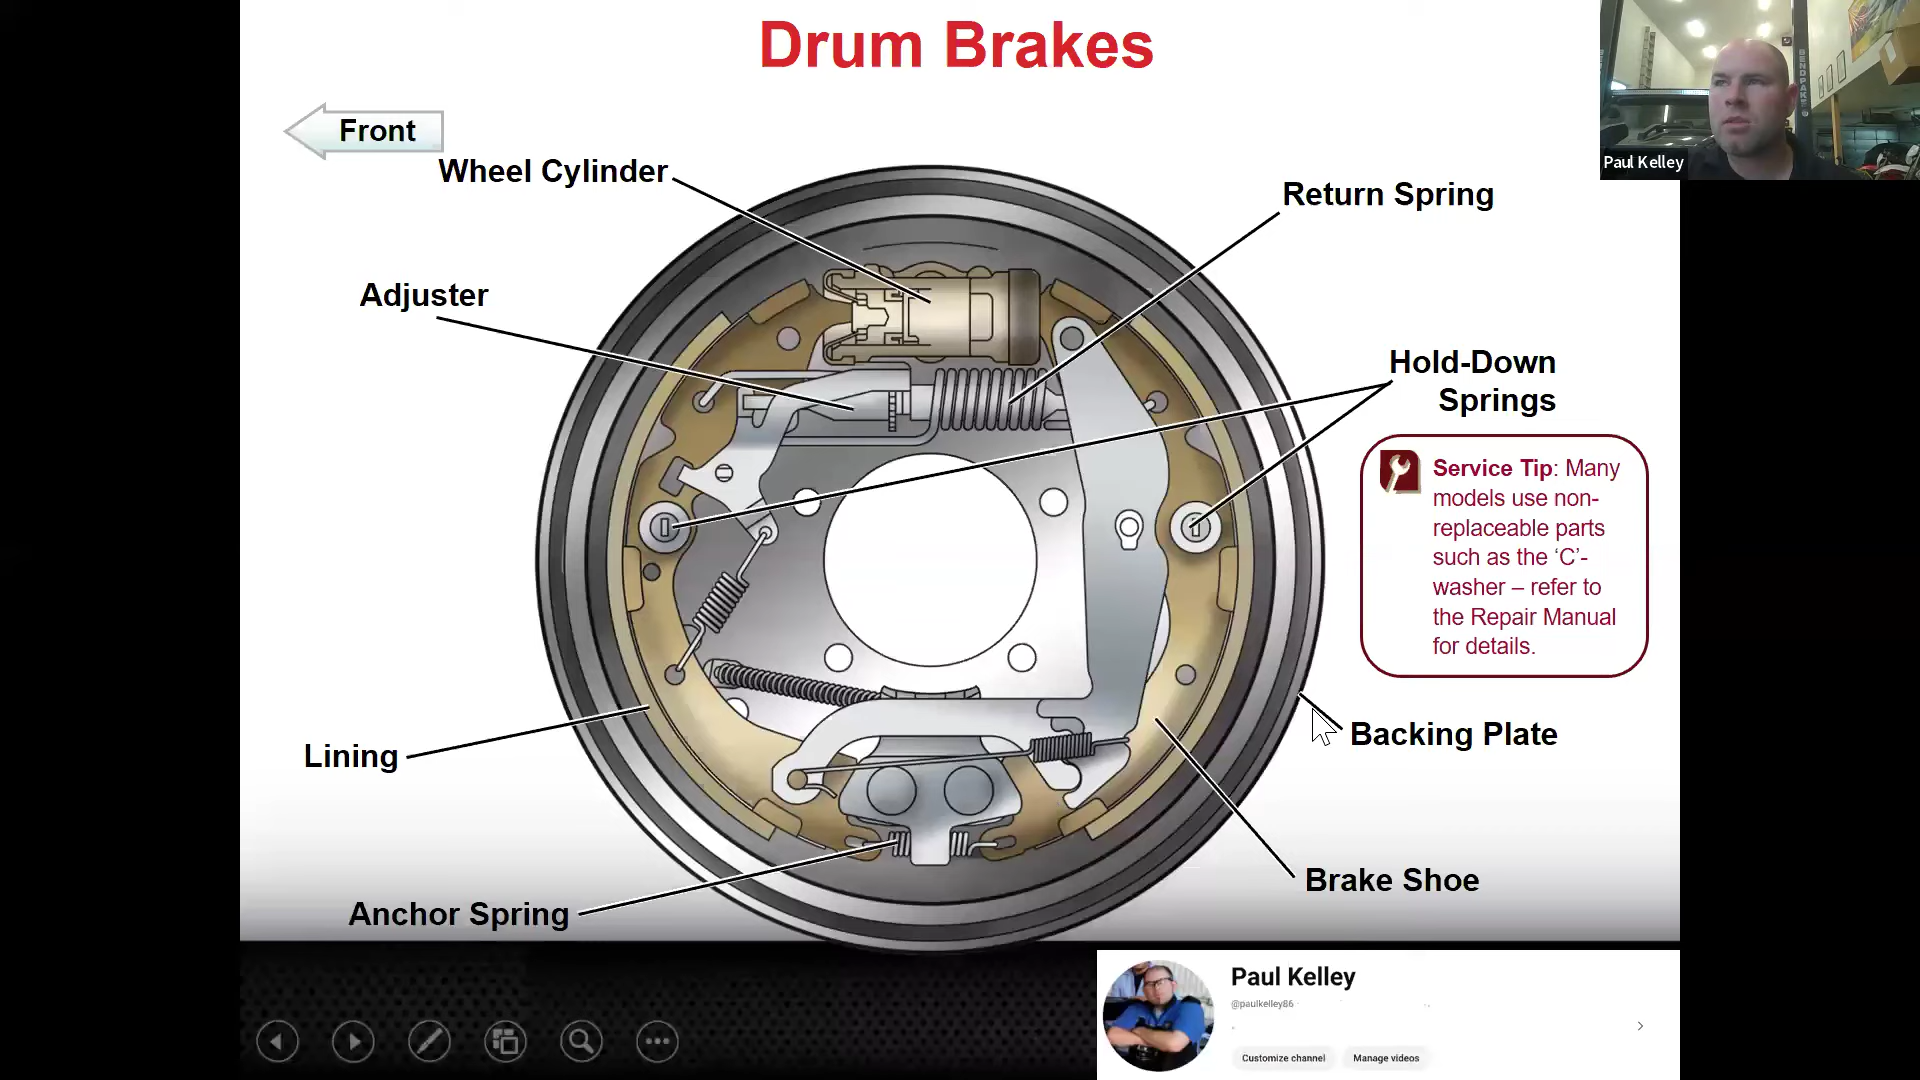 Drum Brakes
Front
Wheel Cylinder
Return Spring
Adjuster
Hold-Down
Springs
Service Tip: Many
models use non-
replaceable parts
such as the ‘C’-
washer – refer to
the Repair Manual
for details.
Lining
Backing Plate
Brake Shoe
Anchor Spring
BENDPAK
Paul Kelley
Paul Kelley
@paulkelley86
Customize channel
Manage videos